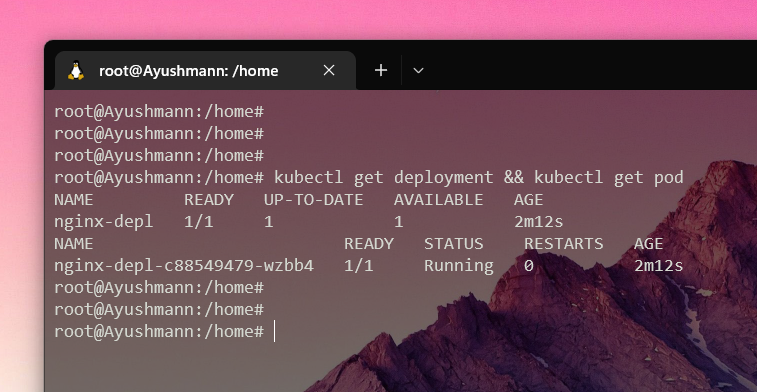 root@Ayushmann: /home
root@Ayushmann:/home#
root@Ayushmann:/home#
root@Ayushmann:/home#
root@Ayushmann:/home# kubectl get deployment && kubectl get pod
NAME READY UP-TO-DATE AVAILABLE AGE
nginx-depl 1/1 1 1 2m12s
NAME READY STATUS RESTARTS AGE
nginx-depl-c88549479-wzbb4 1/1 Running 0 2m12s
root@Ayushmann:/home#
root@Ayushmann:/home#
root@Ayushmann:/home#